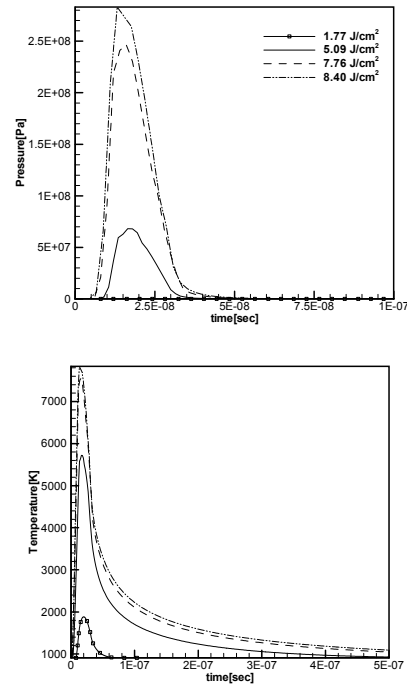 2.5E+08
2E+08
1.5E+08
1E+08
5E+07
0
Pressure[Pa]
1.77 J/cm²
5.09 J/cm²
7.76 J/cm²
8.40 J/cm²
0 2.5E-08 5E-08 7.5E-08 1E-07
time[sec]
7000
6000
5000
4000
3000
2000
1000
Temperature[K]
0 1E-07 2E-07 3E-07 4E-07 5E-07
time[sec]